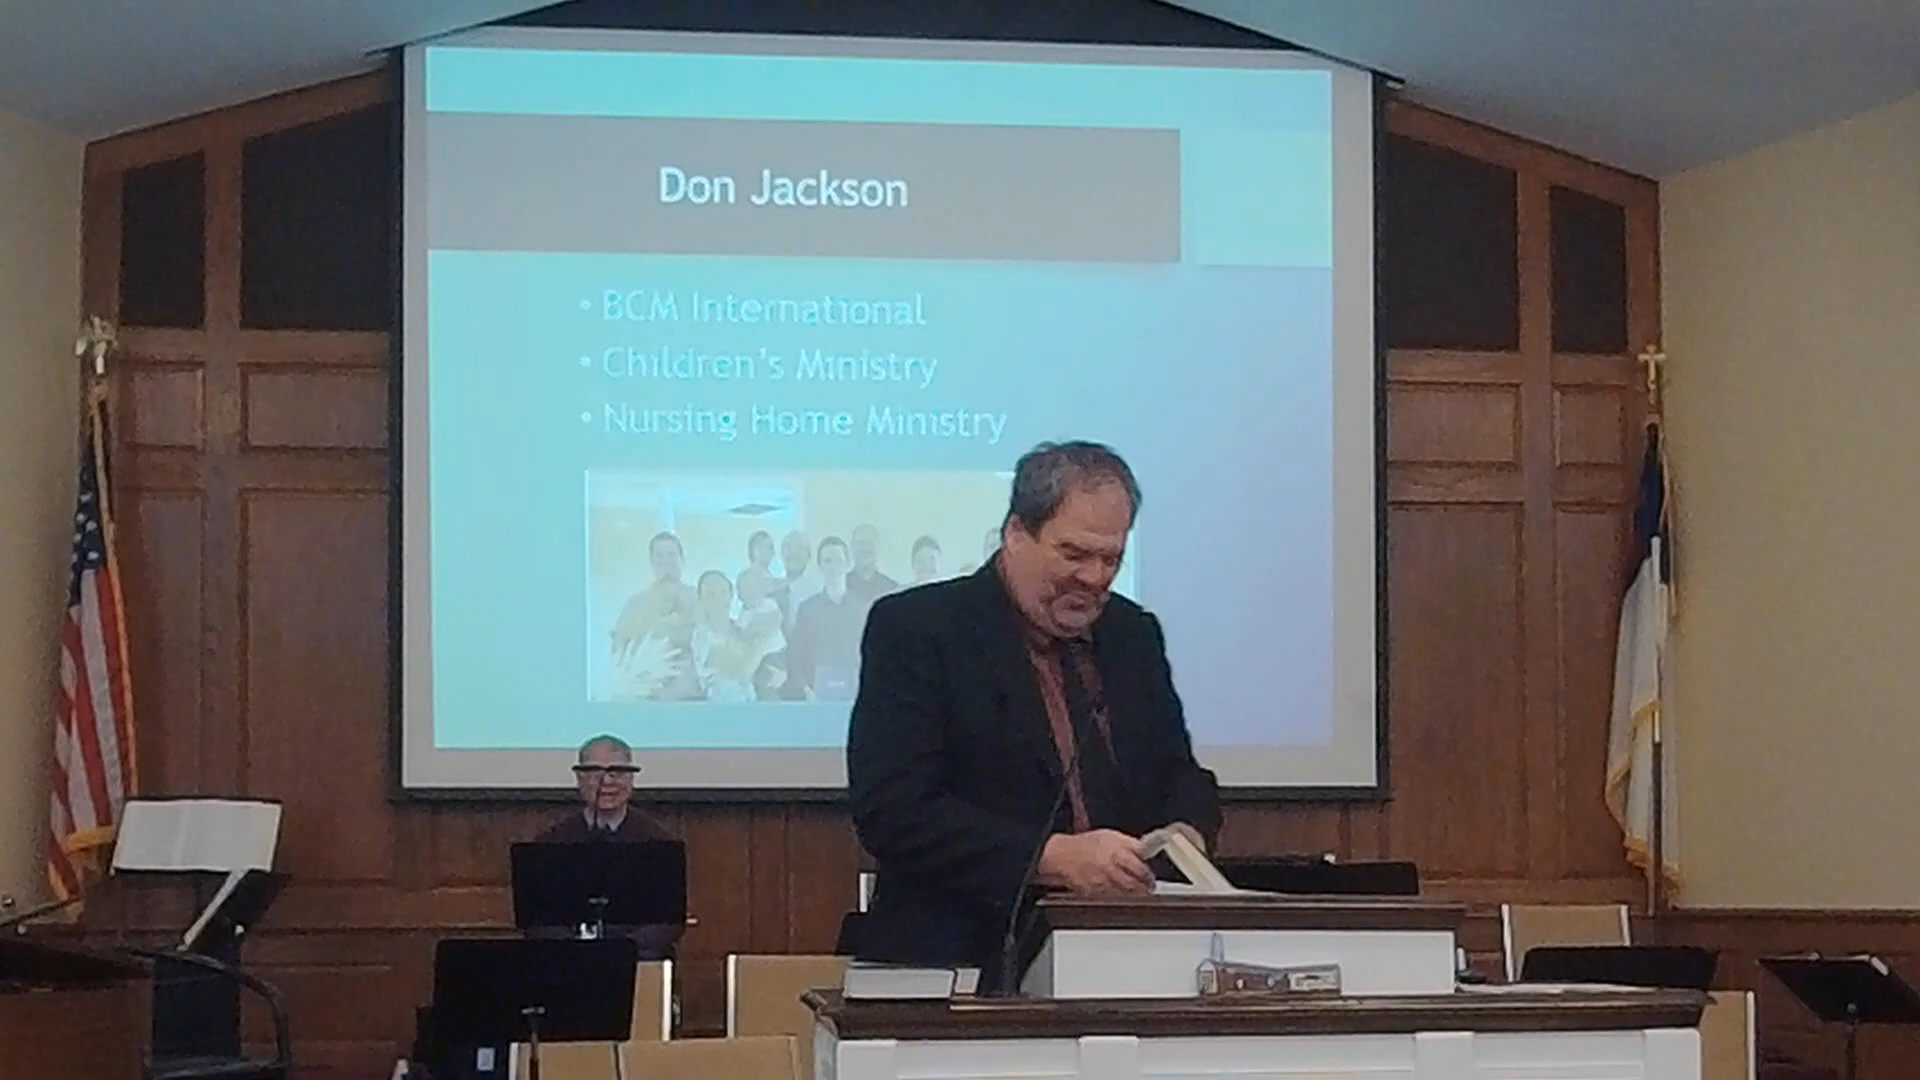 Don Jackson
• BCM International
• Children's Ministry
• Nursing Home Ministry